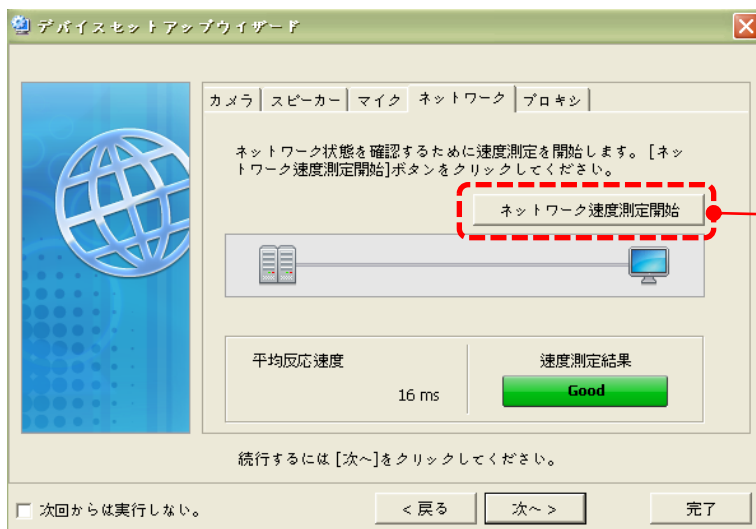 デバイスセットアップウィザード
カメラ スピーカー マイク ネットワーク プロキシ
ネットワーク状態を確認するために速度測定を開始します。[ネッ
トワーク速度測定開始]ボタンをクリックしてください。
ネットワーク速度測定開始
平均反応速度
16 ms
速度測定結果
Good
続行するには [次へ]をクリックしてください。
次回からは実行しない。
< 戻る
次へ >
完了